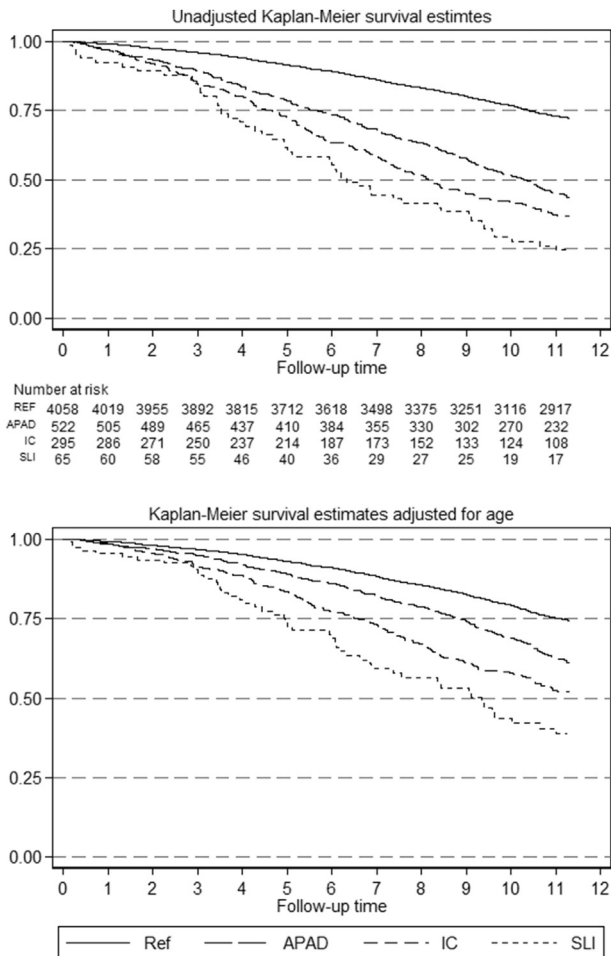 Unadjusted Kaplan-Meier survival estimtes
1.00
0.75
0.50
0.25
0.00
0 1 2 3 4 5 6 7 8 9 10 11 12
Follow-up time
Number at risk
REF 4058 4019 3955 3892 3815 3712 3618 3498 3375 3251 3116 2917
APAD 522 505 489 465 437 410 384 355 330 302 270 232
IC 295 286 271 250 237 214 187 173 152 133 124 108
SLI 65 60 58 55 46 40 36 29 27 25 19 17
Kaplan-Meier survival estimates adjusted for age
1.00
0.75
0.50
0.25
0.00
0 1 2 3 4 5 6 7 8 9 10 11 12
Follow-up time
Ref APAD IC SLI